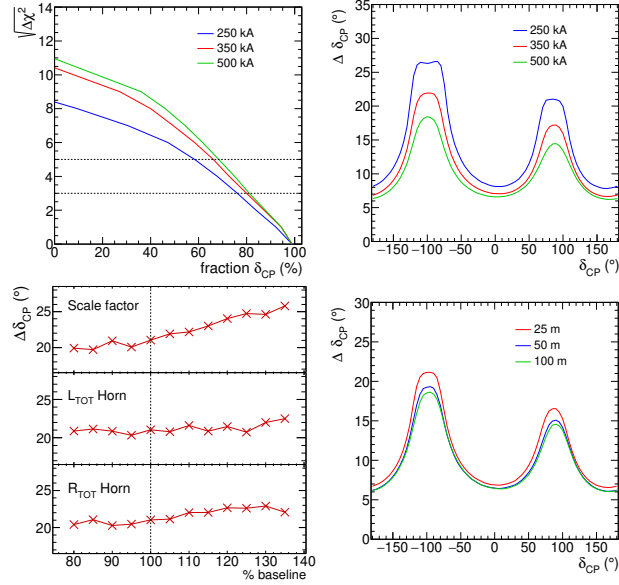 √Δχ²
14
12
10
8
6
4
2
0
0 20 40 60 80 100
fraction δCP (%)
250 kA
350 kA
500 kA
Δ δCP (°)
35
30
25
20
15
10
5
0
−150 −100 −50 0 50 100 150
δCP (°)
250 kA
350 kA
500 kA
Δδ CP (°)
Scale factor
25
20
LTOT Horn
25
20
RTOT Horn
25
20
80 90 100 110 120 130 140
% baseline
Δ δCP (°)
30
25
20
15
10
5
0
−150 −100 −50 0 50 100 150
δCP (°)
25 m
50 m
100 m